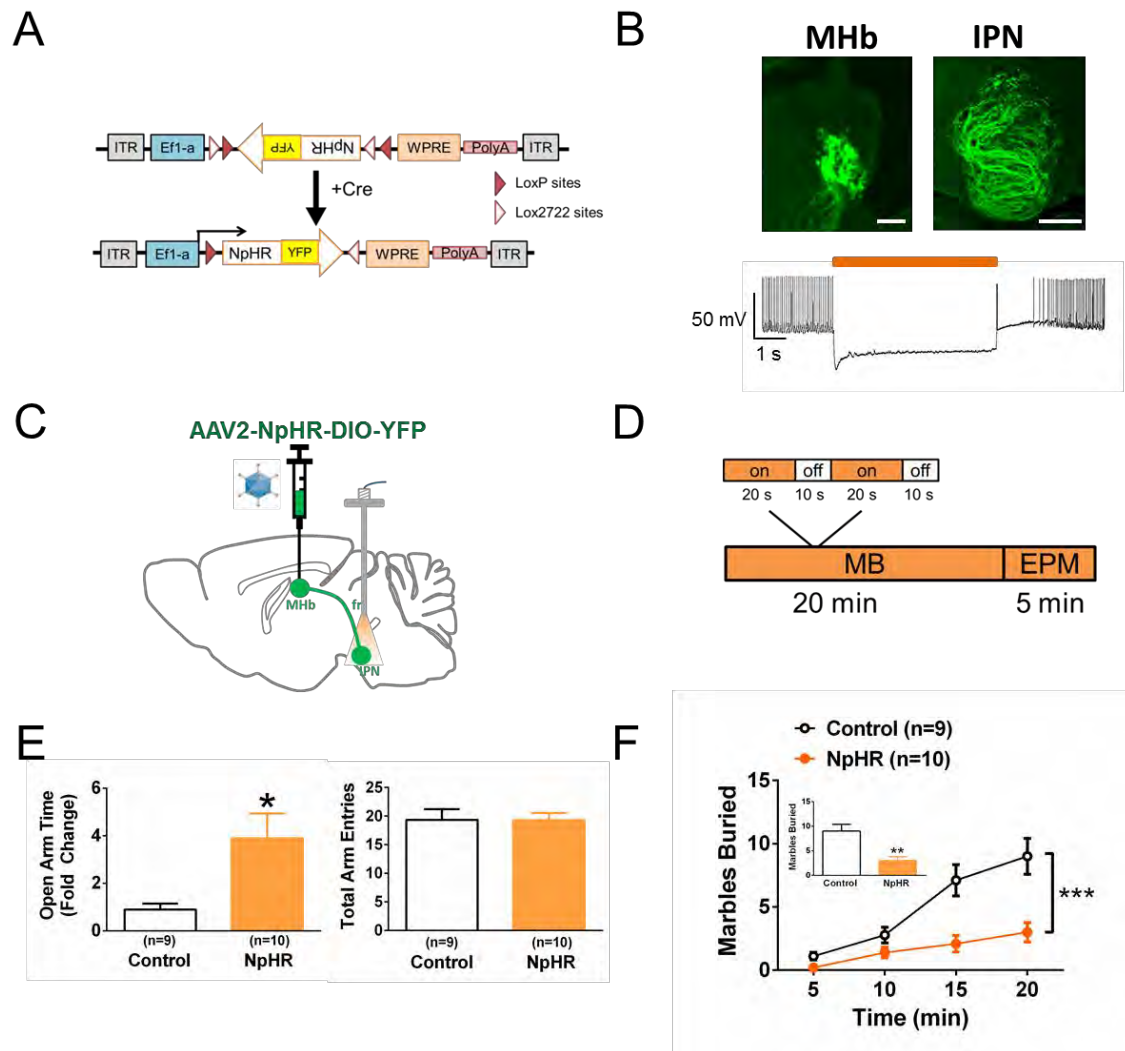 A
ITR Ef1-a YFP NpHR WPRE PolyA ITR
+Cre
LoxP sites
Lox2722 sites
ITR Ef1-a NpHR YFP WPRE PolyA ITR
B
MHb IPN
50 mV
1 s
C
AAV2-NpHR-DIO-YFP
MHb
fr
IPN
D
on off on off
20 s 10 s 20 s 10 s
MB EPM
20 min 5 min
E
Open Arm Time
(Fold Change)
6
4
2
0
*
(n=9) (n=10)
Control NpHR
Total Arm Entries
25
20
15
10
5
0
(n=9) (n=10)
Control NpHR
F
Control (n=9)
NpHR (n=10)
Marbles Buried
15
10
5
0
Marbles Buried
15
10
5
0
**
Control NpHR
***
5 10 15 20
Time (min)